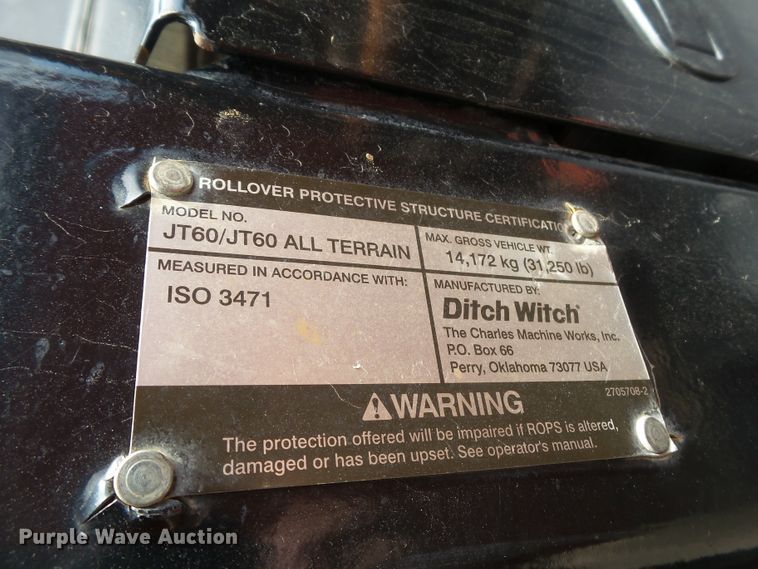 ROLLOVER PROTECTIVE STRUCTURE CERTIFICATION
MODEL NO.
JT60/JT60 ALL TERRAIN
MAX. GROSS VEHICLE WT.
14,172 kg (31,250 lb)
MEASURED IN ACCORDANCE WITH:
ISO 3471
MANUFACTURED BY:
Ditch Witch®
The Charles Machine Works, Inc.
P.O. Box 66
Perry, Oklahoma 73077 USA
2705708-2
WARNING
The protection offered will be impaired if ROPS is altered,
damaged or has been upset. See operator's manual.
Purple Wave Auction